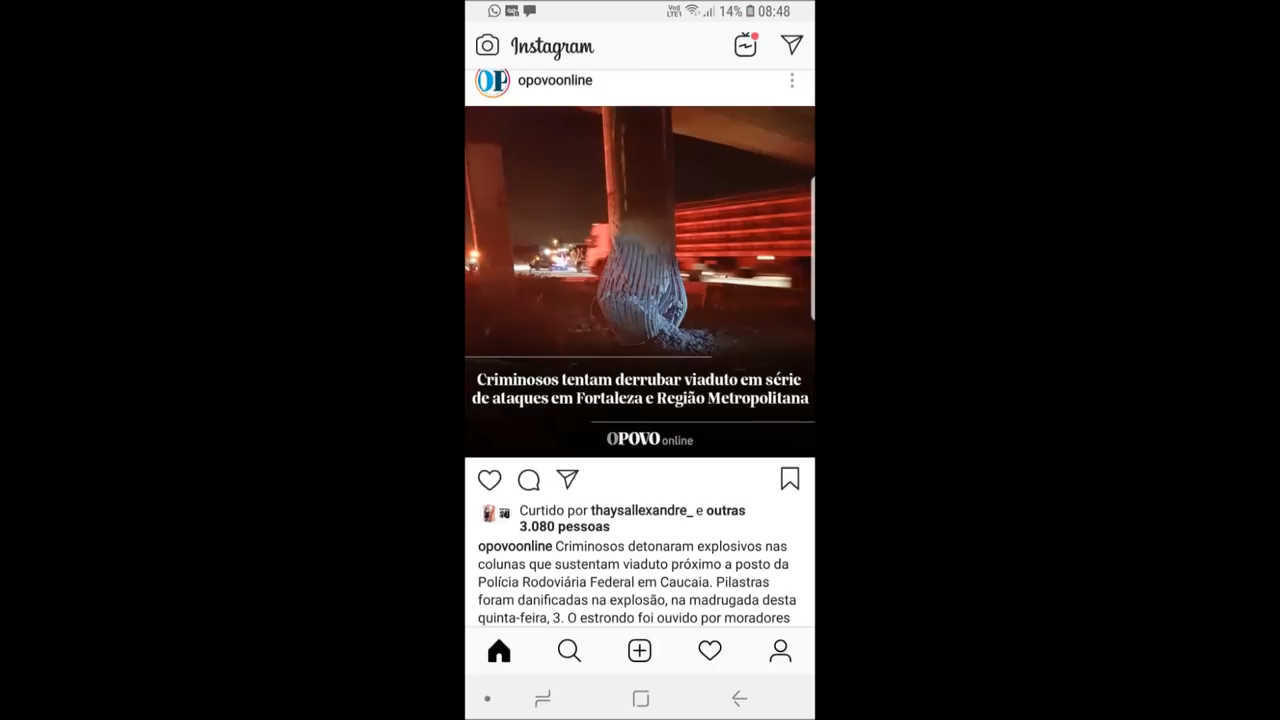 VoD
LTE1 14% 08:48
Instagram
OP opovoonline
Criminosos tentam derrubar viaduto em série
de ataques em Fortaleza e Região Metropolitana
OPOVO online
Curtido por thaysallexandre_ e outras
3.080 pessoas
opovoonline Criminosos detonaram explosivos nas
colunas que sustentam viaduto próximo a posto da
Polícia Rodoviária Federal em Caucaia. Pilastras
foram danificadas na explosão, na madrugada desta
quinta-feira, 3. O estrondo foi ouvido por moradores